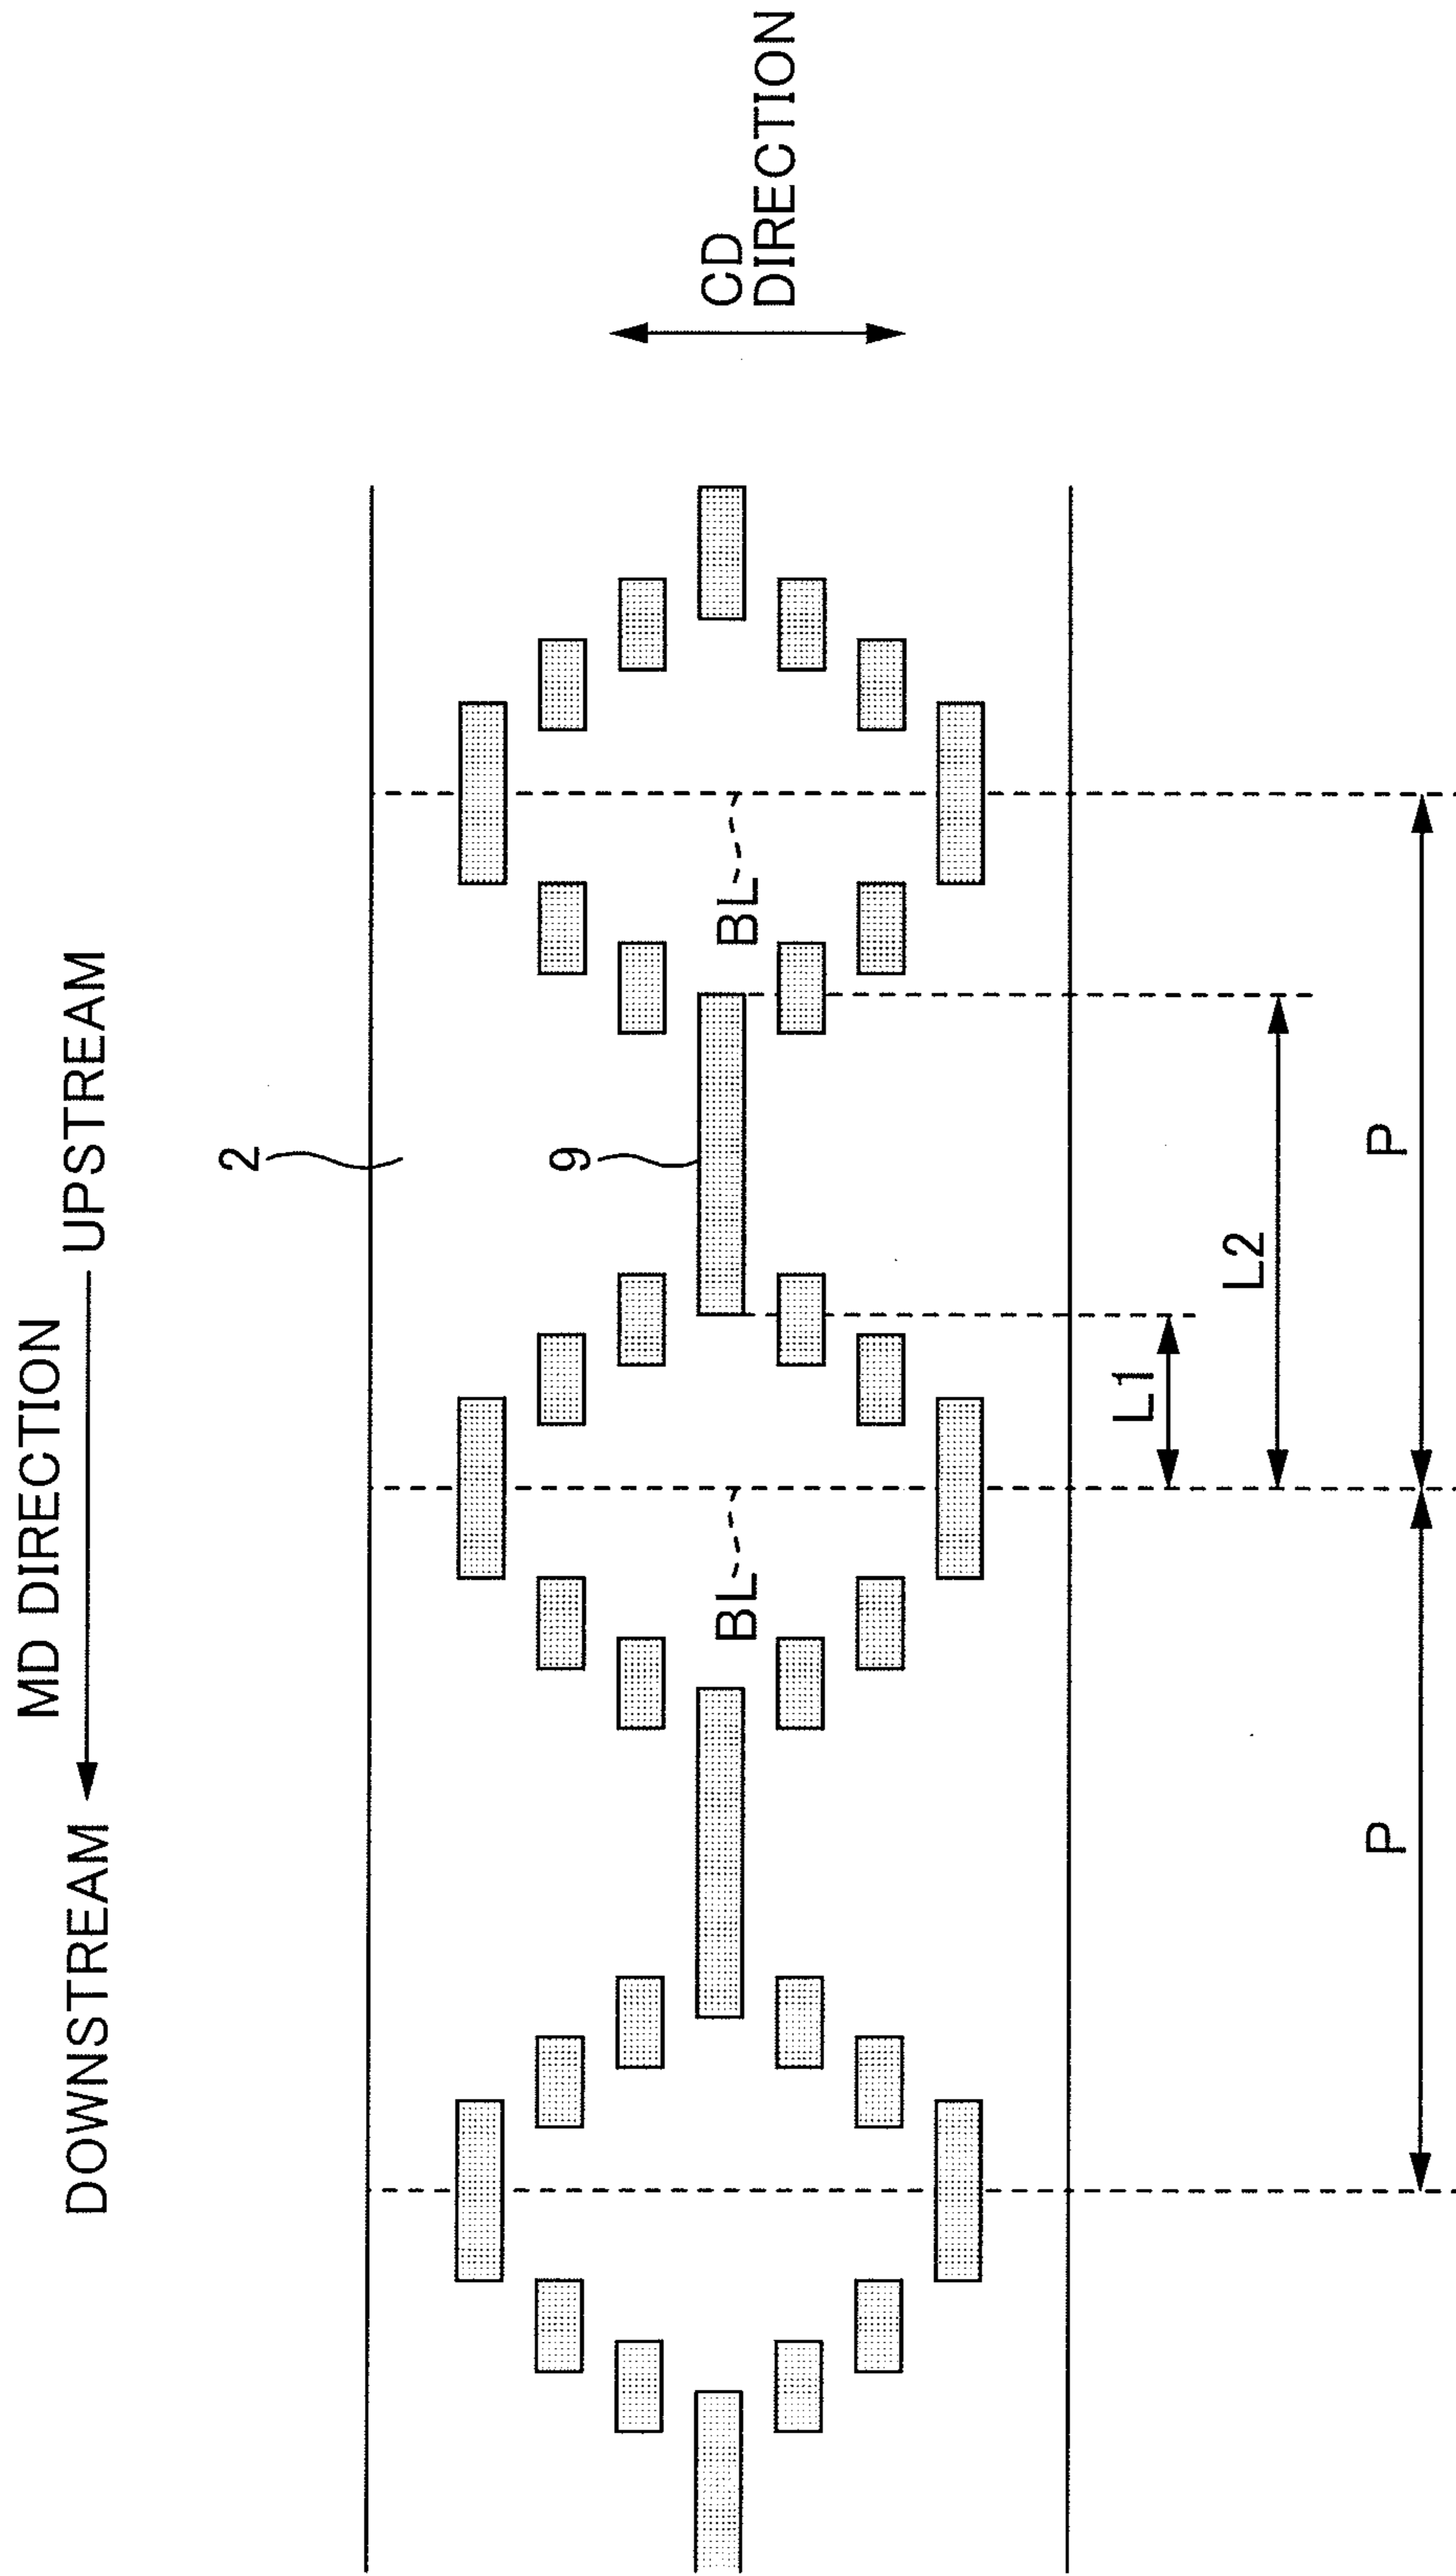 MD DIRECTION
DOWNSTREAM
UPSTREAM
2
9
BL
BL
CD
DIRECTION
L1
L2
P
P